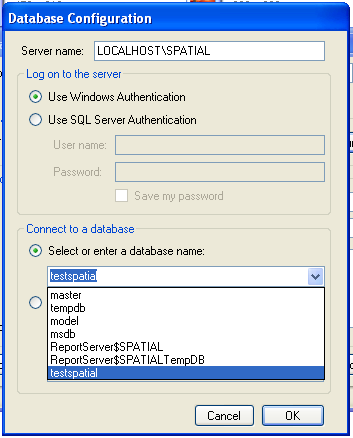 Database Configuration
Server name: LOCALHOST\SPATIAL
Log on to the server
Use Windows Authentication
Use SQL Server Authentication
User name:
Password:
Save my password
Connect to a database
Select or enter a database name:
testspatial
master
tempdb
model
msdb
ReportServer$SPATIAL
ReportServer$SPATIALTempDB
testspatial
Cancel OK